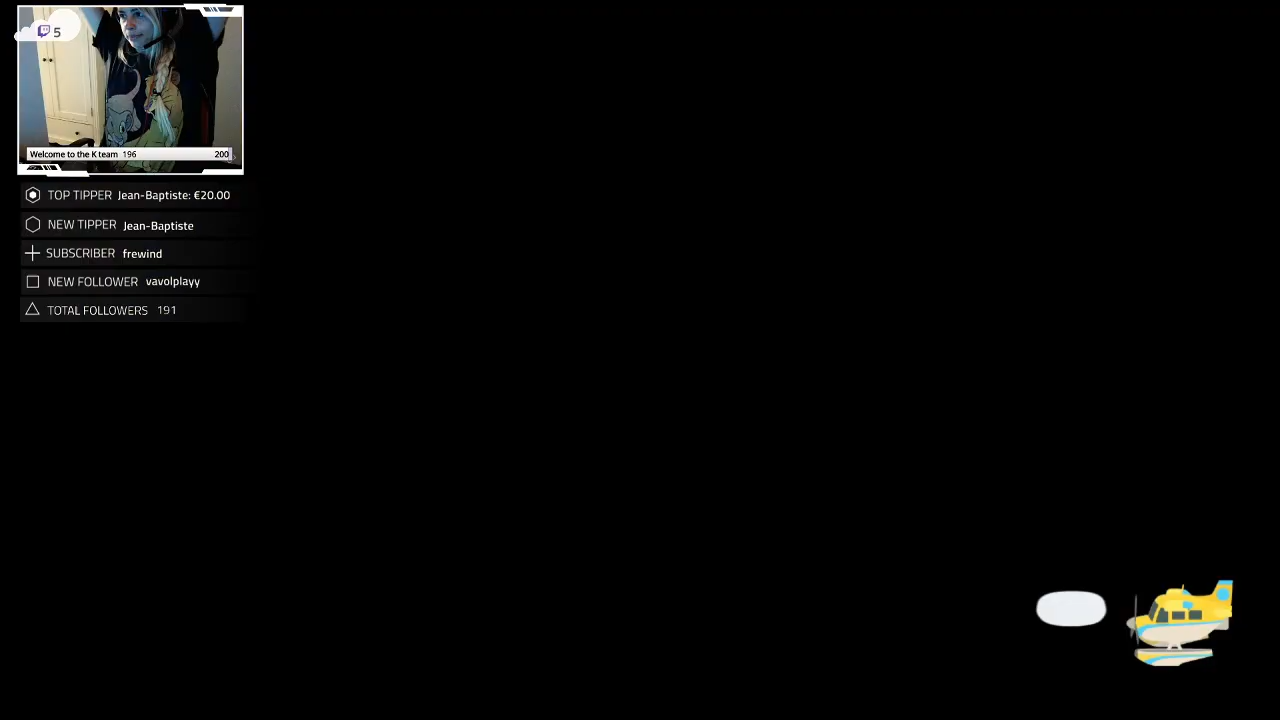 5
Welcome to the K team 196 200
TOP TIPPER Jean-Baptiste: €20.00
NEW TIPPER Jean-Baptiste
SUBSCRIBER frewind
NEW FOLLOWER vavolplayy
TOTAL FOLLOWERS 191